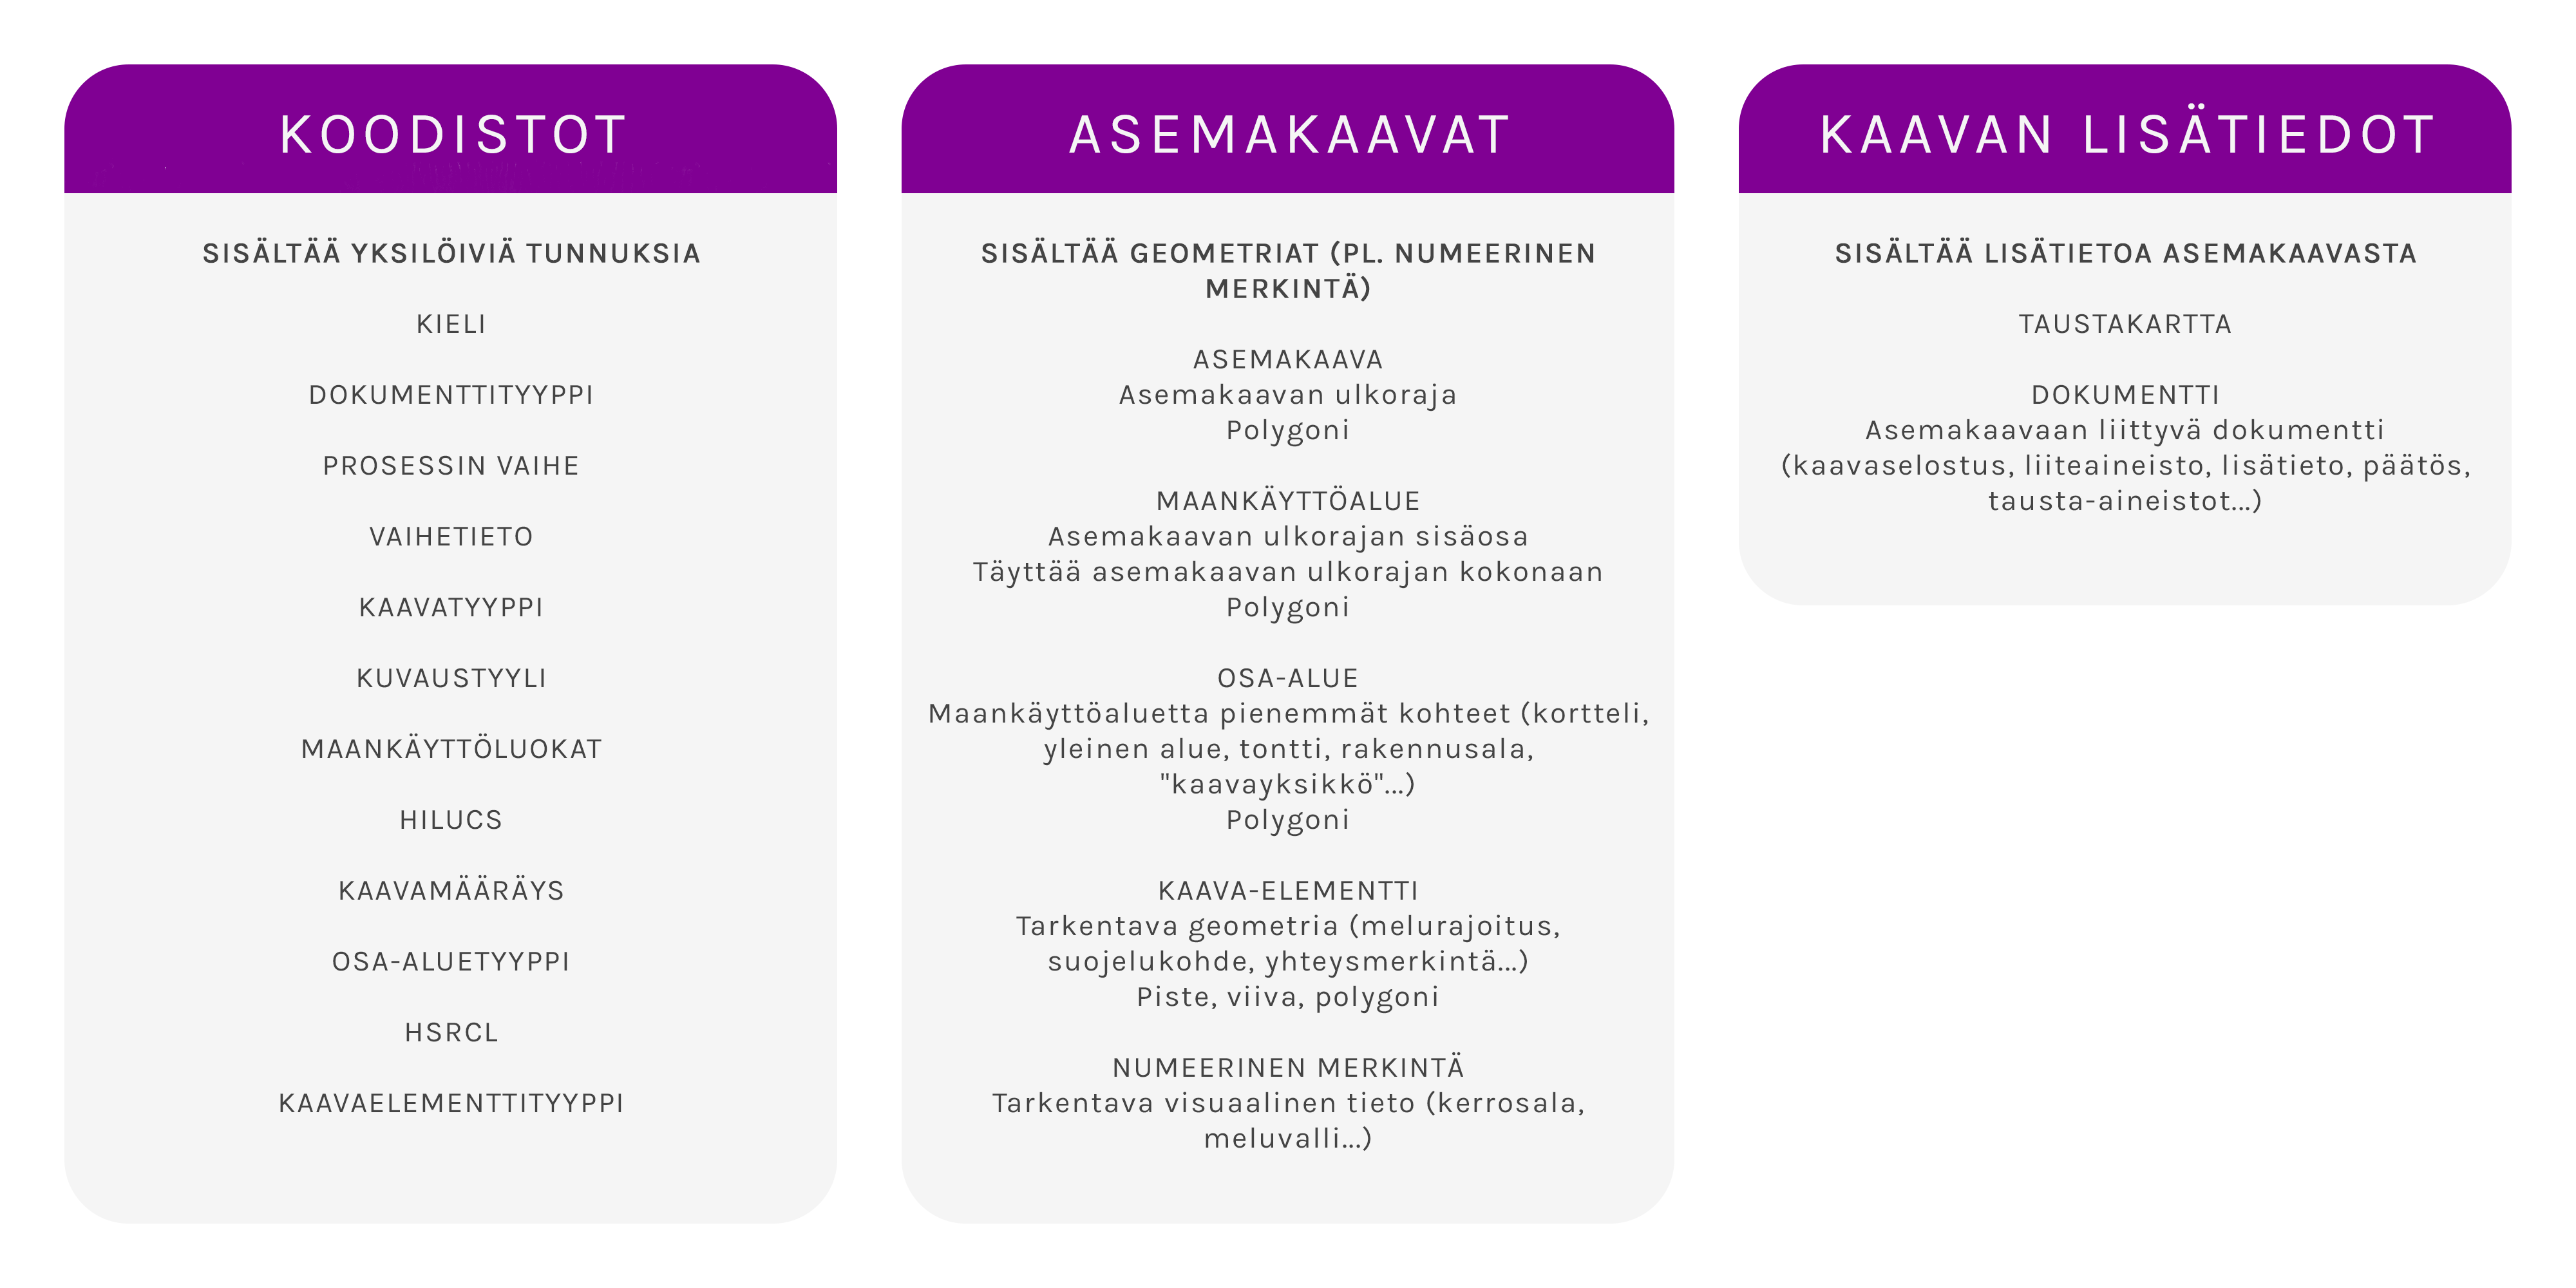 KOODISTOT
SISÄLTÄÄ YKSILÖIVIÄ TUNNUKSIA
KIELI
DOKUMENTTITYYPPI
PROSESSIN VAIHE
VAIHETIETO
KAAVATYYPPI
KUVAUSTYYLI
MAANKÄYTTÖLUOKAT
HILUCS
KAAVAMÄÄRÄYS
OSA-ALUETYYPPI
HSRCL
KAAVAELEMENTTITYYPPI
ASEMAKAAVAT
SISÄLTÄÄ GEOMETRIAT (PL. NUMEERINEN
MERKINTÄ)
ASEMAKAAVA
Asemakaavan ulkoraja
Polygoni
MAANKÄYTTÖALUE
Asemakaavan ulkorajan sisäosa
Täyttää asemakaavan ulkorajan kokonaan
Polygoni
OSA-ALUE
Maankäyttöaluetta pienemmät kohteet (kortteli,
yleinen alue, tontti, rakennusala,
"kaavayksikkö"...)
Polygoni
KAAVA-ELEMENTTI
Tarkentava geometria (melurajoitus,
suojelukohde, yhteysmerkintä...)
Piste, viiva, polygoni
NUMEERINEN MERKINTÄ
Tarkentava visuaalinen tieto (kerrosala,
meluvalli...)
KAAVAN LISÄTIEDOT
SISÄLTÄÄ LISÄTIETOA ASEMAKAAVASTA
TAUSTAKARTTA
DOKUMENTTI
Asemakaavaan liittyvä dokumentti
(kaavaselostus, liiteaineisto, lisätieto, päätös,
tausta-aineistot...)